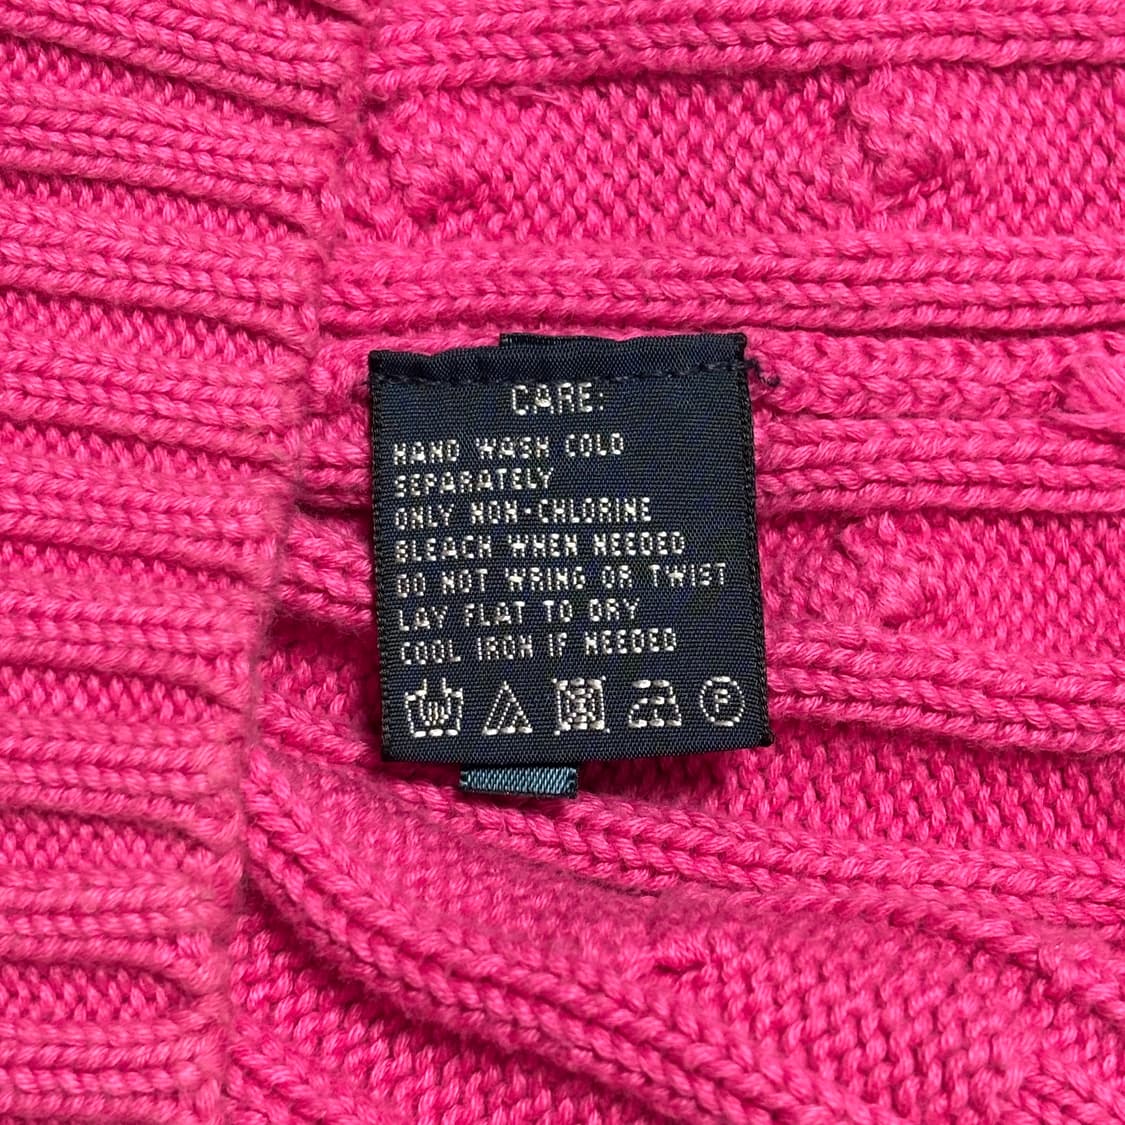 CARE:
HAND WASH COLD
SEPARATELY
ONLY NON-CHLORINE
BLEACH WHEN NEEDED
DO NOT WRING OR TWIST
LAY FLAT TO DRY
COOL IRON IF NEEDED
P